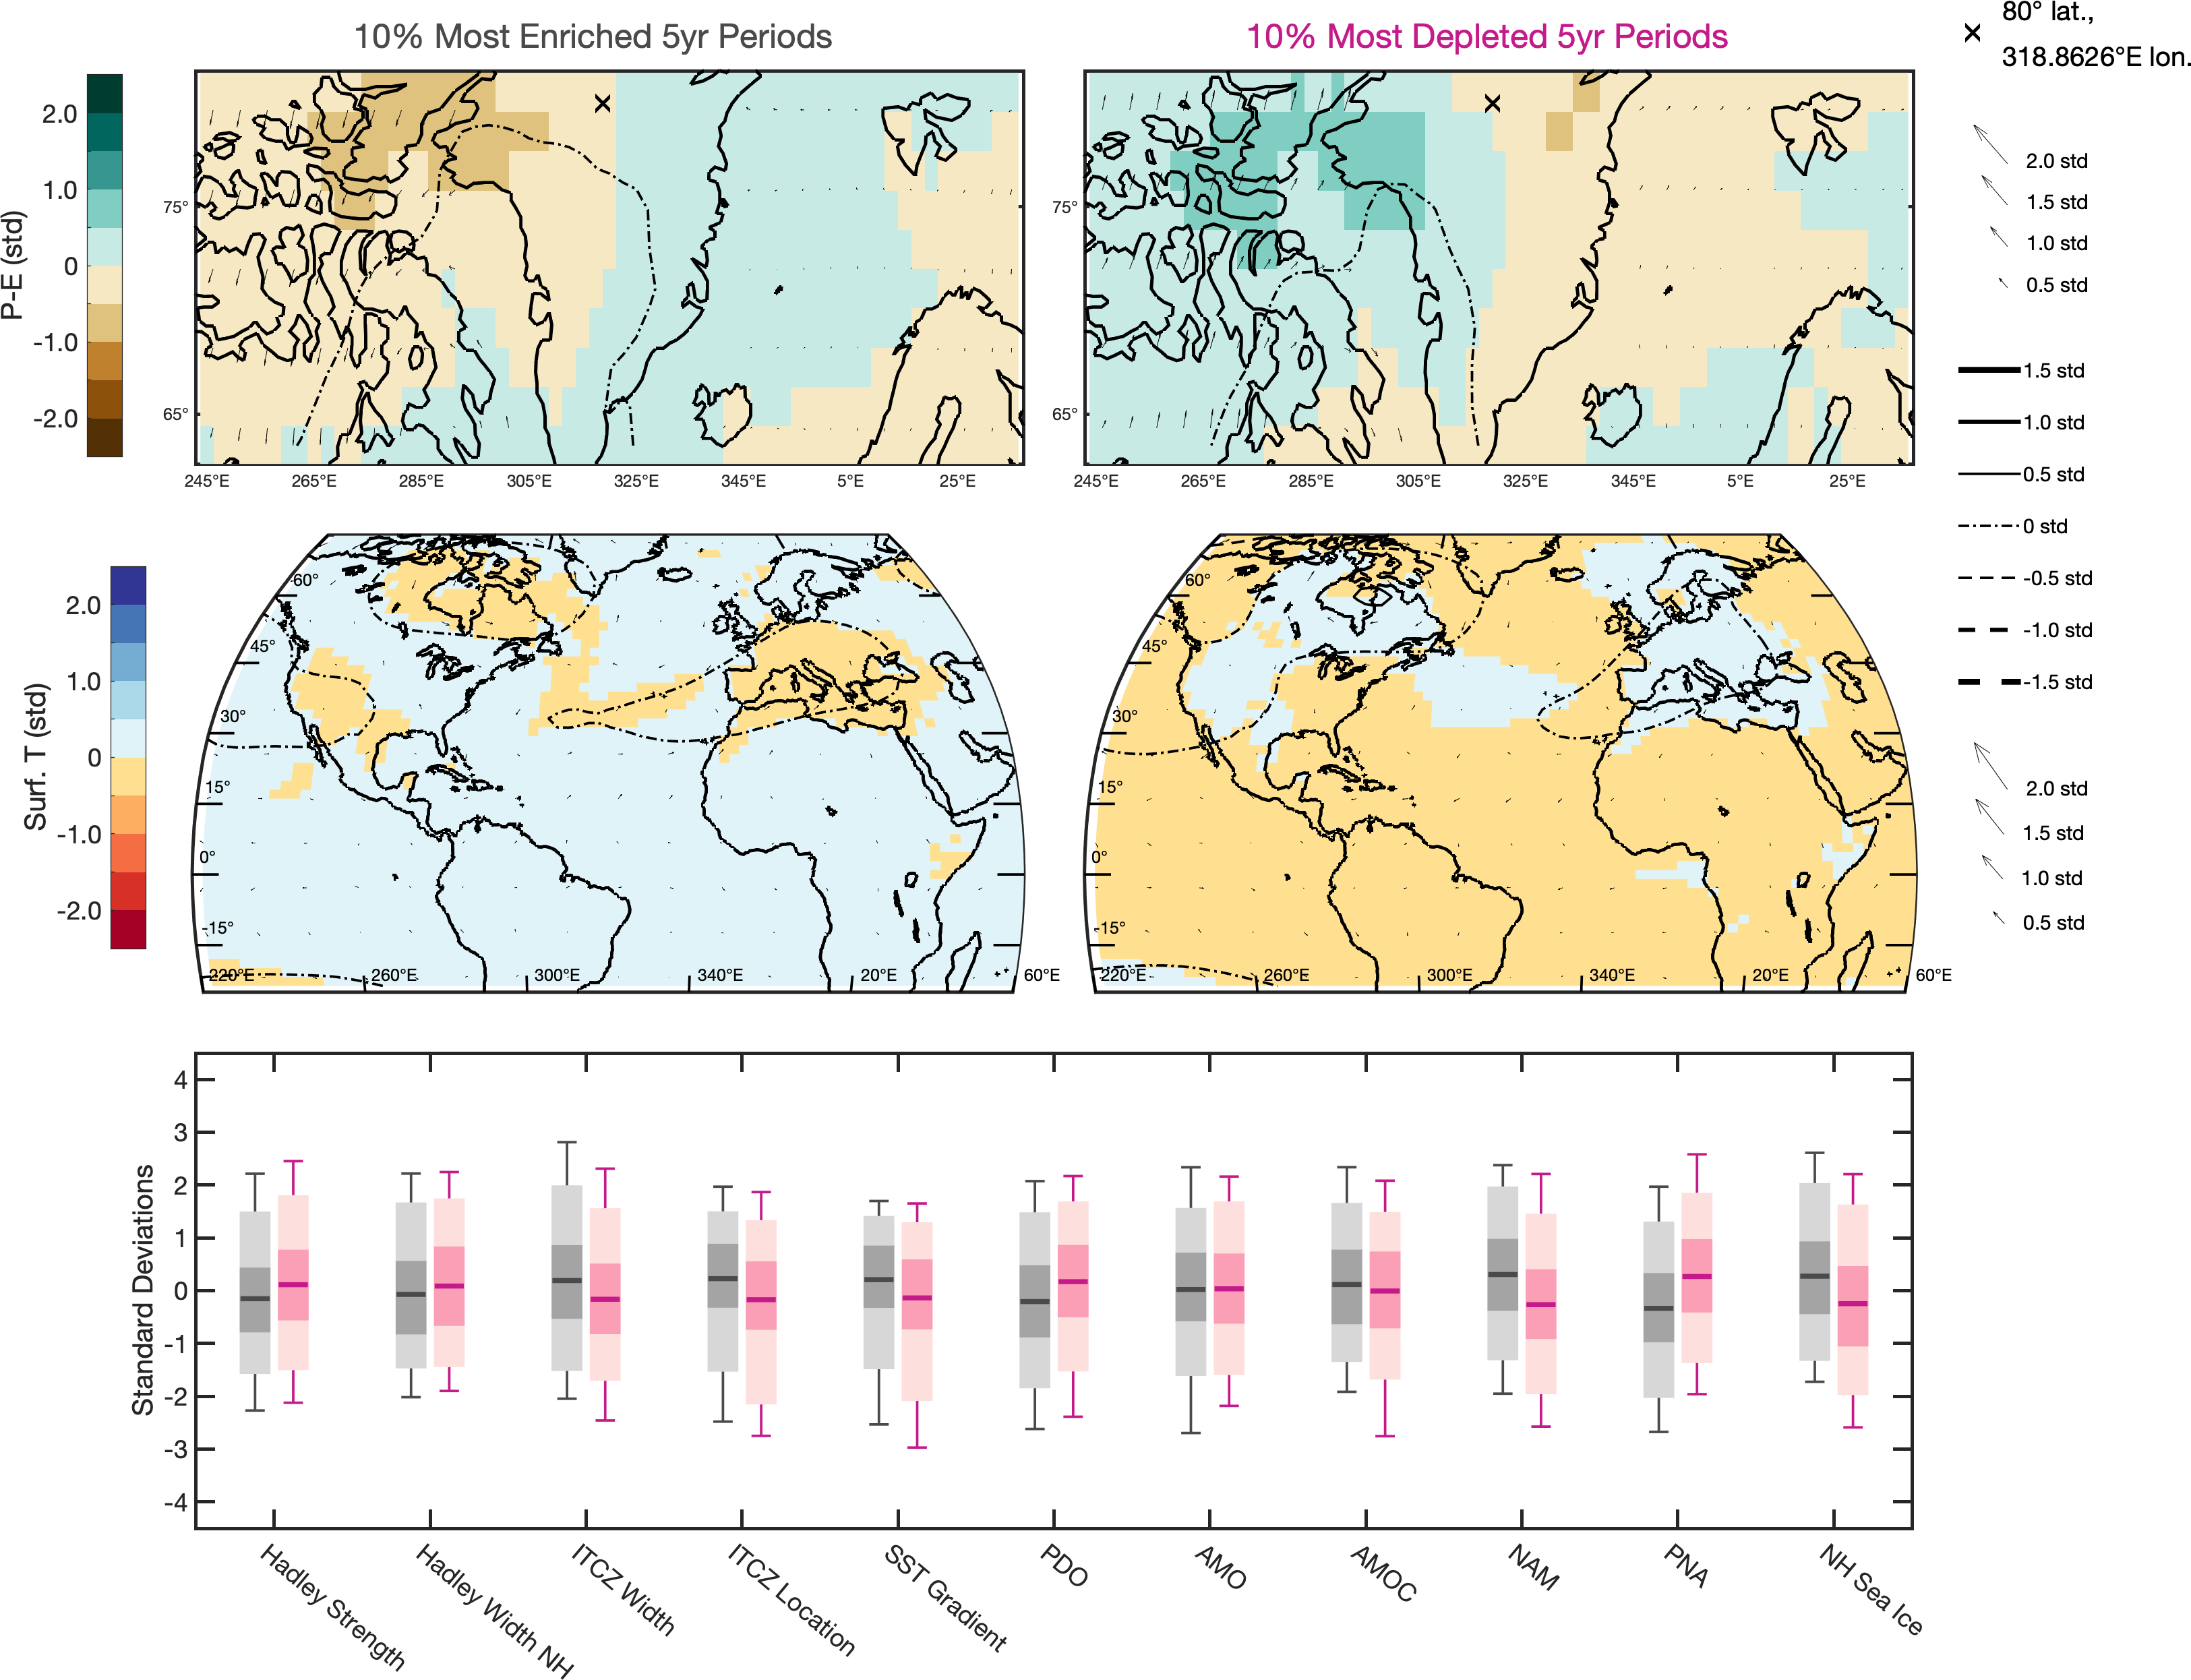 10% Most Enriched 5yr Periods
10% Most Depleted 5yr Periods
80° lat.,
318.8626°E lon.
P-E (std)
2.0
1.0
0
-1.0
-2.0
75°
65°
245°E 265°E 285°E 305°E 325°E 345°E 5°E 25°E
75°
65°
245°E 265°E 285°E 305°E 325°E 345°E 5°E 25°E
2.0 std
1.5 std
1.0 std
0.5 std
1.5 std
1.0 std
0.5 std
0 std
-0.5 std
-1.0 std
-1.5 std
Surf. T (std)
2.0
1.0
0
-1.0
-2.0
60°
45°
30°
15°
0°
-15°
220°E 260°E 300°E 340°E 20°E 60°E
60°
45°
30°
15°
0°
-15°
220°E 260°E 300°E 340°E 20°E 60°E
2.0 std
1.5 std
1.0 std
0.5 std
Standard Deviations
4
3
2
1
0
-1
-2
-3
-4
Hadley Strength
Hadley Width NH
ITCZ Width
ITCZ Location
SST Gradient
PDO
AMO
AMOC
NAM
PNA
NH Sea Ice